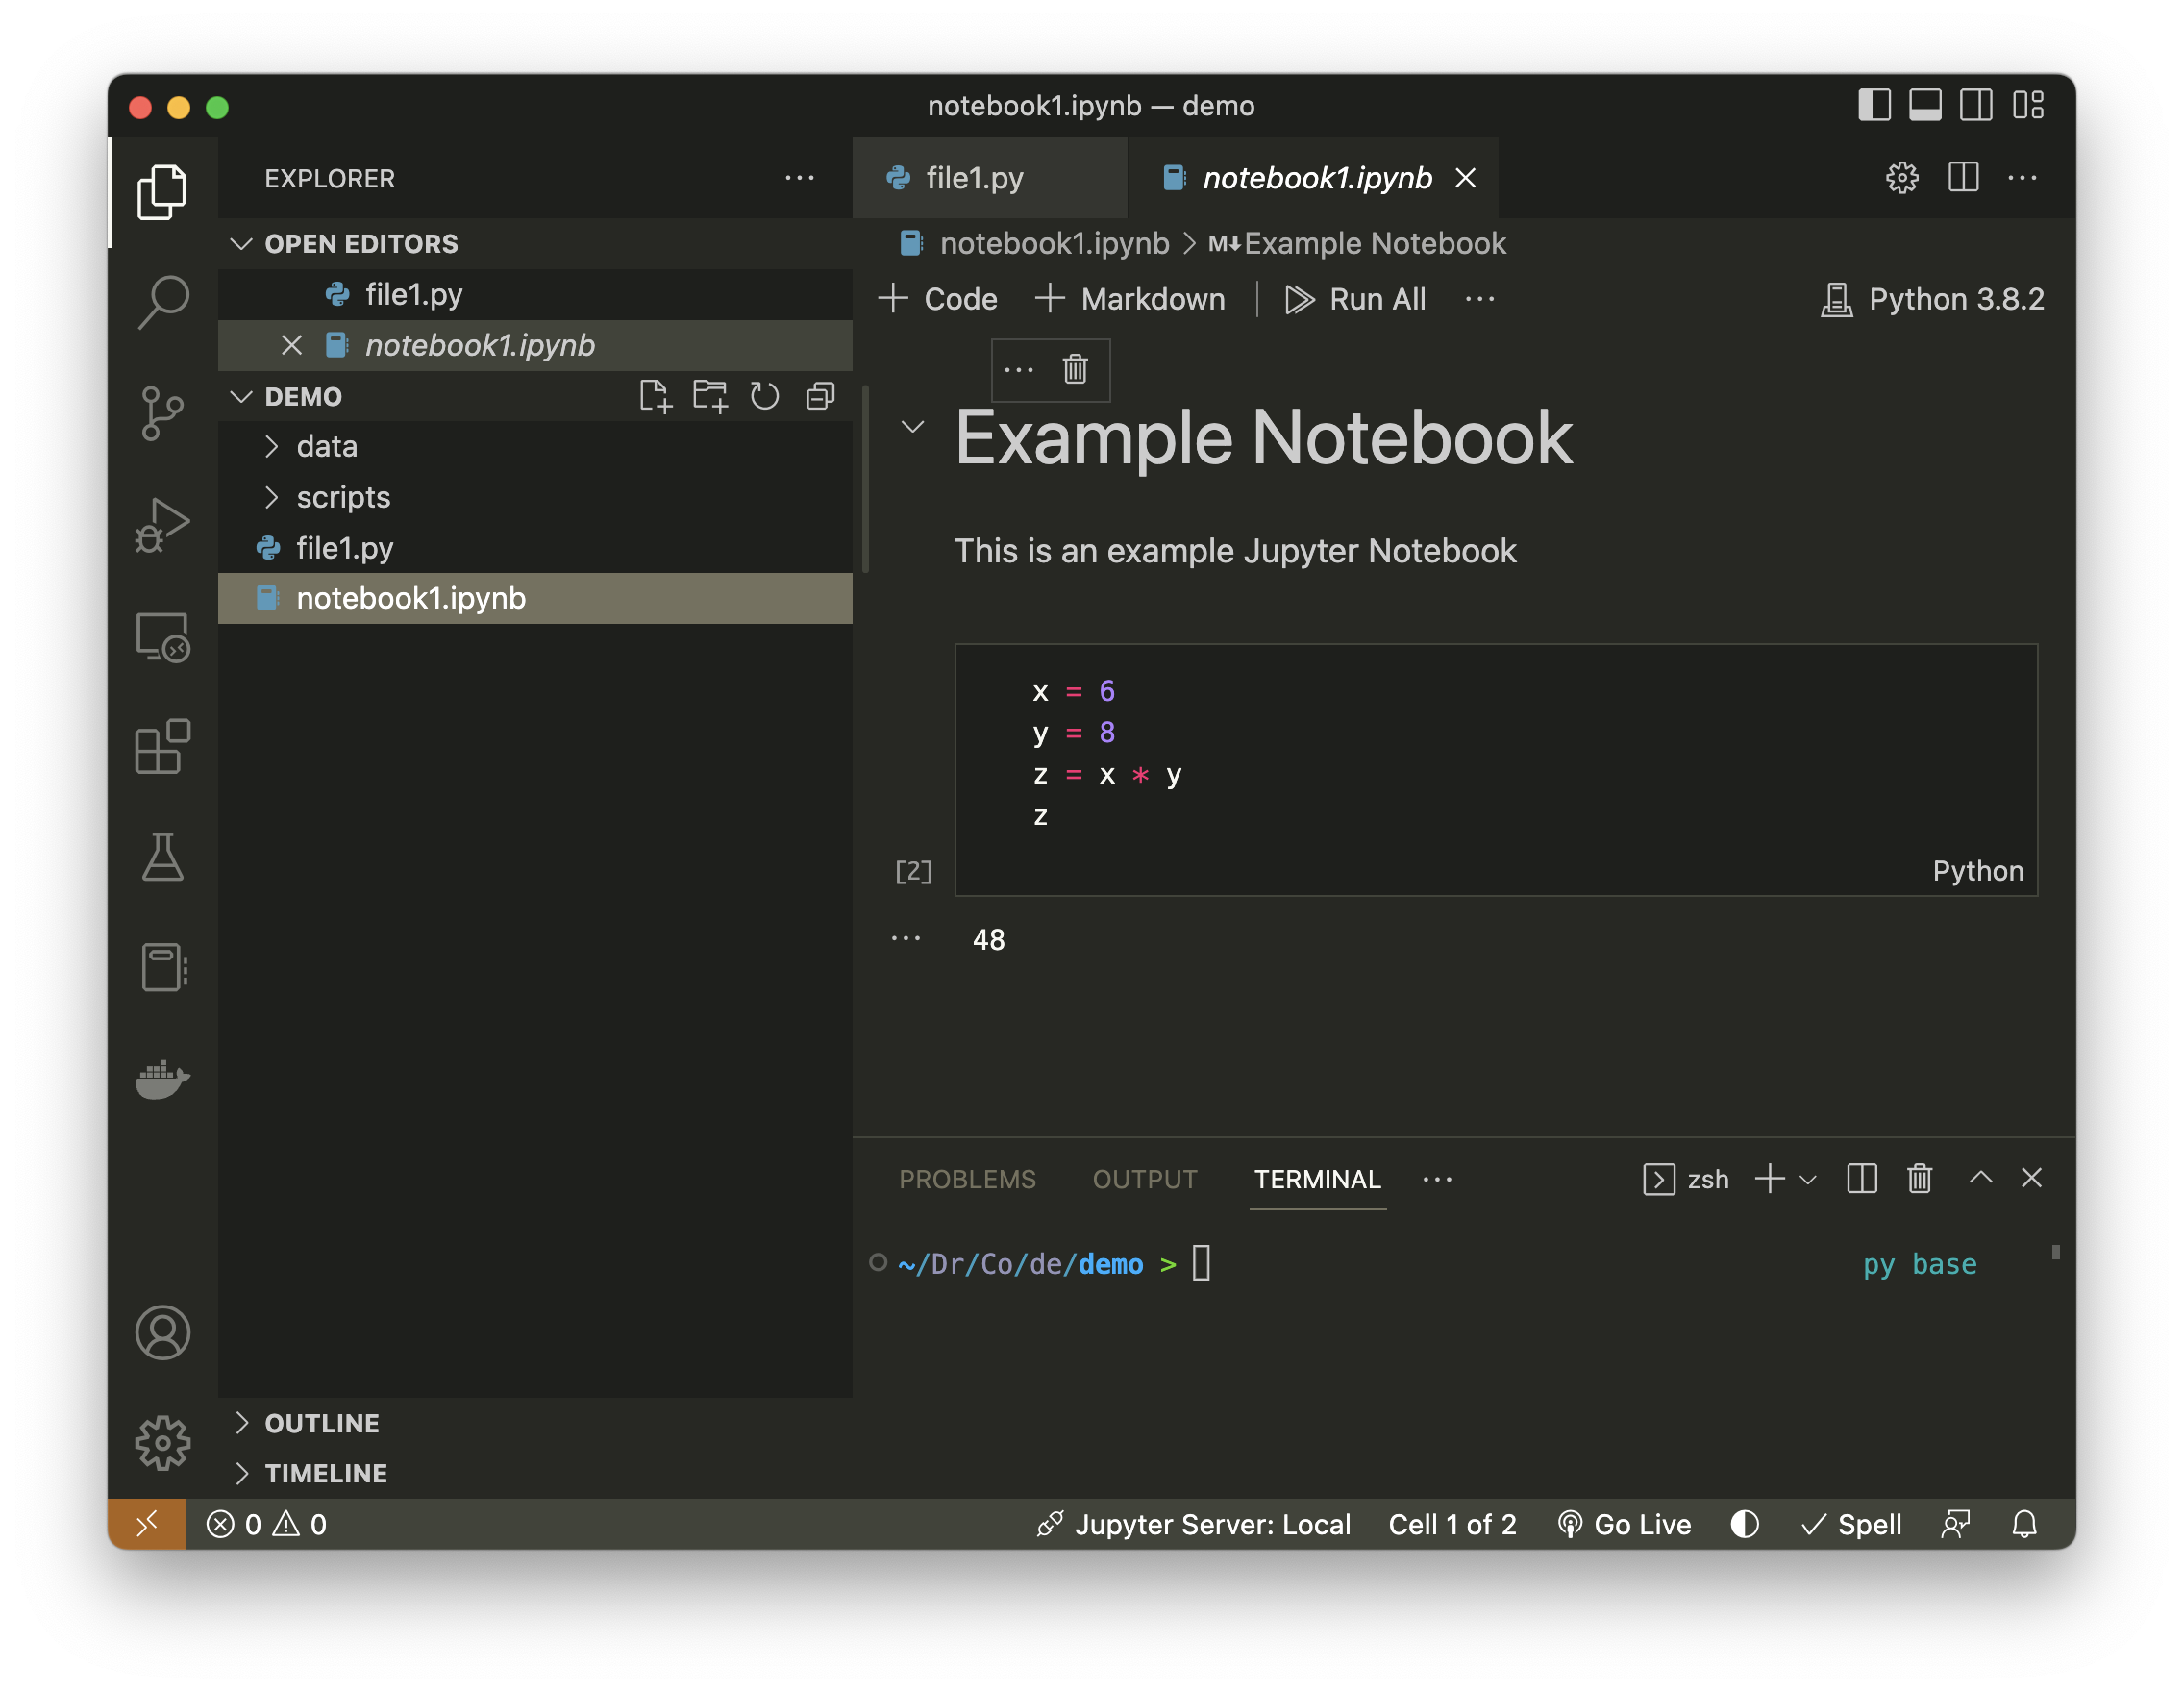 notebook1.ipynb — demo
EXPLORER
OPEN EDITORS
file1.py
notebook1.ipynb
DEMO
data
scripts
file1.py
notebook1.ipynb
OUTLINE
TIMELINE
file1.py
notebook1.ipynb
notebook1.ipynb > M↓Example Notebook
+ Code + Markdown | Run All ··· Python 3.8.2
Example Notebook
This is an example Jupyter Notebook
x = 6
y = 8
z = x * y
z
[2] Python
48
PROBLEMS OUTPUT TERMINAL ··· zsh
~/Dr/Co/de/demo > py base
0 0 Jupyter Server: Local Cell 1 of 2 Go Live Spell